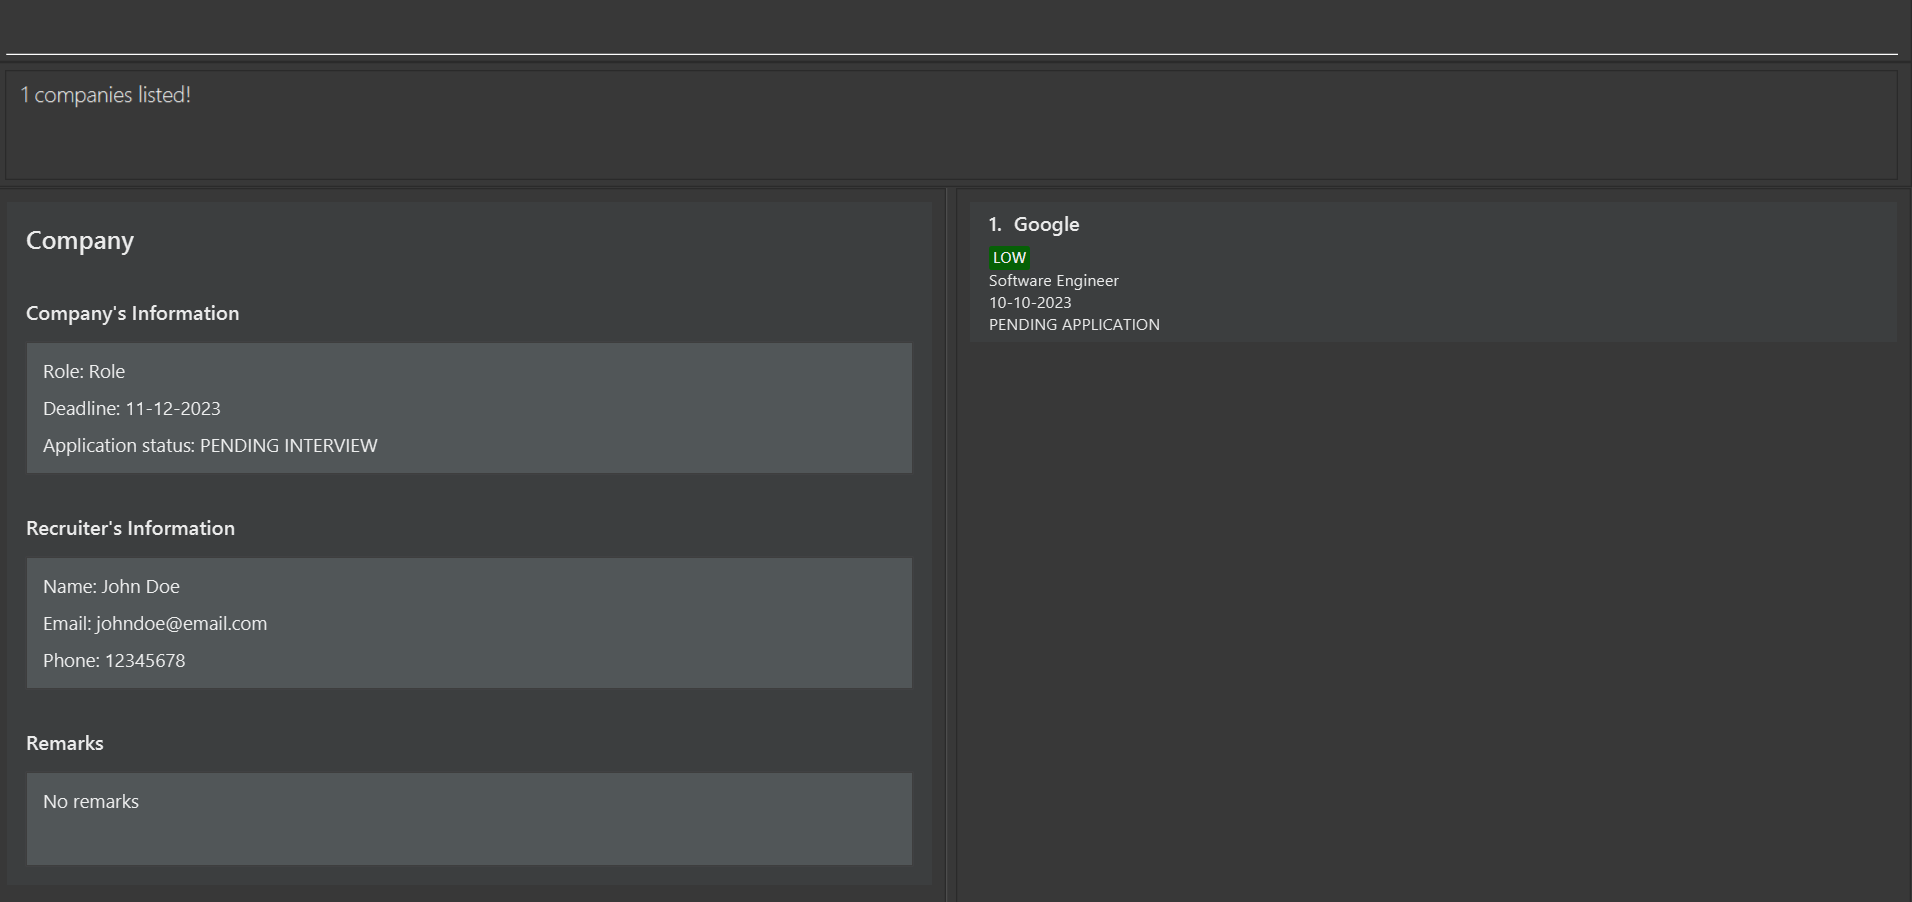 1 companies listed!
Company
Company's Information
Role: Role
Deadline: 11-12-2023
Application status: PENDING INTERVIEW
Recruiter's Information
Name: John Doe
Email: johndoe@email.com
Phone: 12345678
Remarks
No remarks
1. Google
LOW
Software Engineer
10-10-2023
PENDING APPLICATION